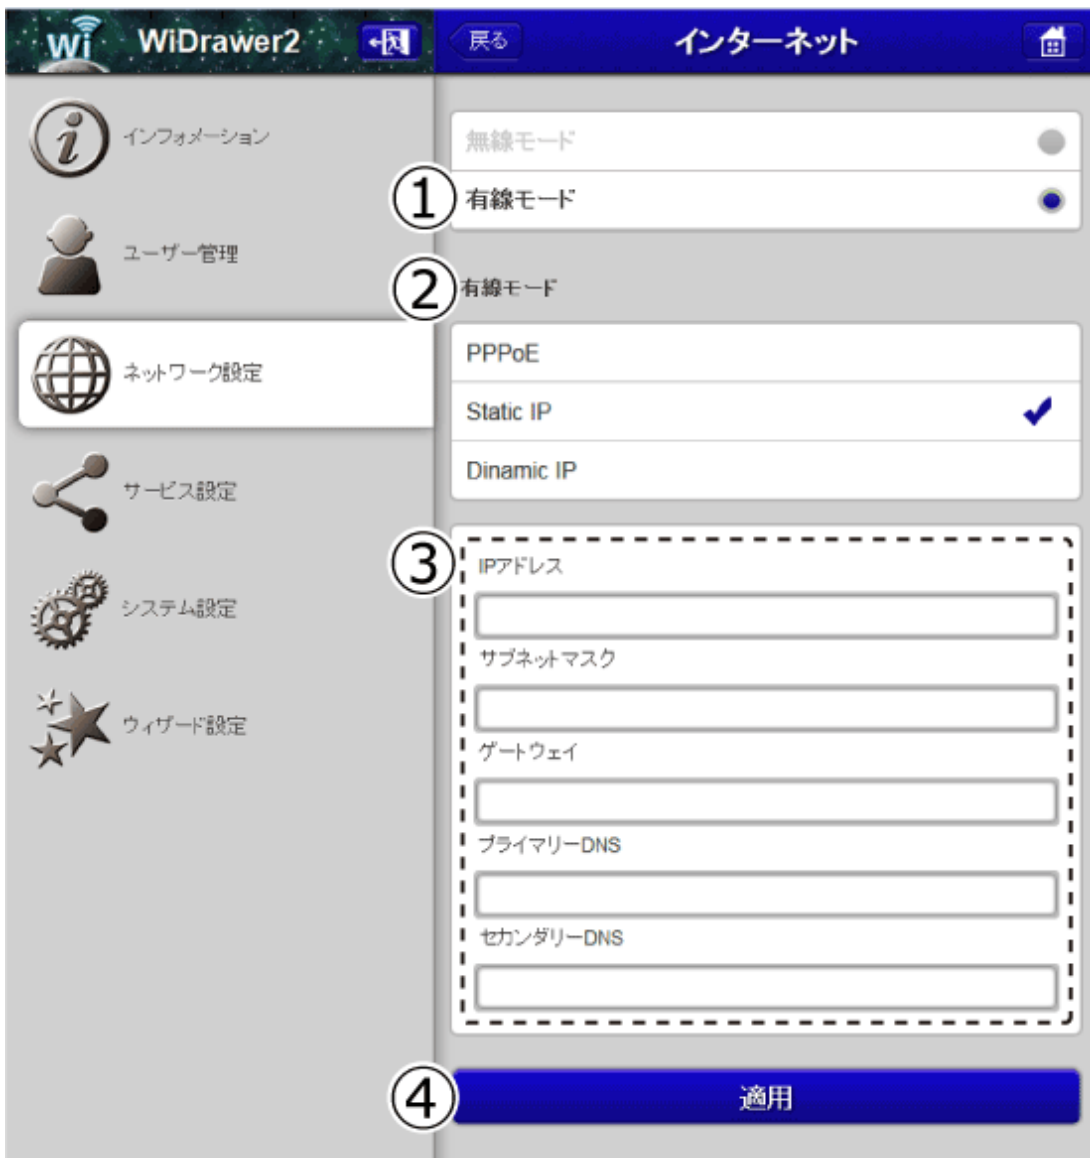 Wi WiDrawer2
戻る
インターネット
インフォメーション
ユーザー管理
ネットワーク設定
サービス設定
システム設定
ウィザード設定
無線モード
① 有線モード
② 有線モード
PPPoE
Static IP
Dinamic IP
③ IPアドレス
サブネットマスク
ゲートウェイ
プライマリーDNS
セカンダリーDNS
④ 適用